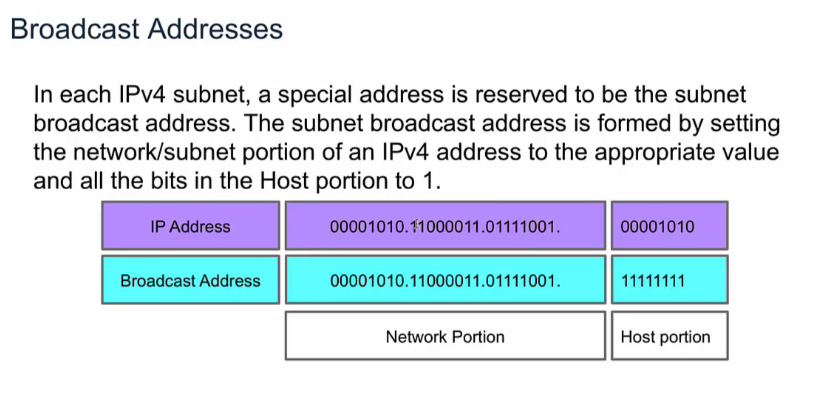 Broadcast Addresses
In each IPv4 subnet, a special address is reserved to be the subnet
broadcast address. The subnet broadcast address is formed by setting
the network/subnet portion of an IPv4 address to the appropriate value
and all the bits in the Host portion to 1.
IP Address 00001010.11000011.01111001. 00001010
Broadcast Address 00001010.11000011.01111001. 11111111
Network Portion Host portion